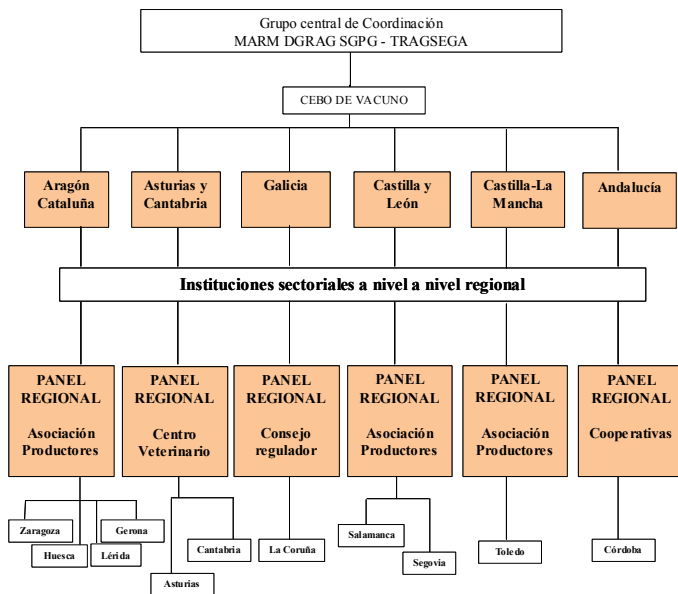 Grupo central de Coordinación
MARM DGRAG SGPG - TRAGSEGA
CEBO DE VACUNO
Aragón
Cataluña
Asturias y
Cantabria
Galicia
Castilla y
León
Castilla-La
Mancha
Andalucía
Instituciones sectoriales a nivel a nivel regional
PANEL
REGIONAL
Asociación
Productores
PANEL
REGIONAL
Centro
Veterinario
PANEL
REGIONAL
Consejo
regulador
PANEL
REGIONAL
Asociación
Productores
PANEL
REGIONAL
Asociación
Productores
PANEL
REGIONAL
Cooperativas
Zaragoza
Gerona
Huesca
Lérida
Cantabria
Asturias
La Coruña
Salamanca
Segovia
Toledo
Córdoba